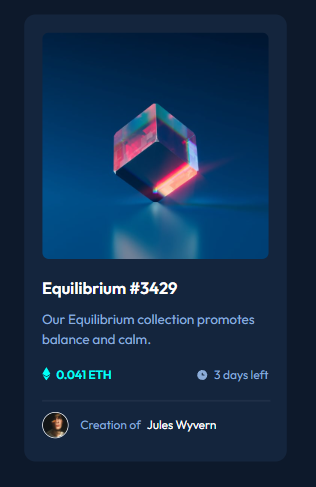 Equilibrium #3429
Our Equilibrium collection promotes
balance and calm.
0.041 ETH
3 days left
Creation of Jules Wyvern